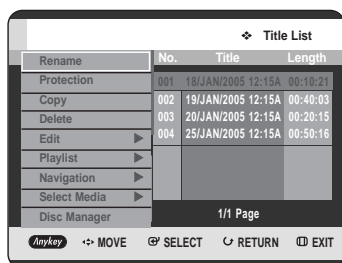 ❖ Title List
Rename
Protection
Copy
Delete
Edit ▶
Playlist ▶
Navigation ▶
Select Media ▶
Disc Manager
No. Title Length
001 18/JAN/2005 12:15A 00:10:21
002 19/JAN/2005 12:15A 00:40:03
003 20/JAN/2005 12:15A 00:20:15
004 25/JAN/2005 12:15A 00:50:16
1/1 Page
Anykey MOVE SELECT RETURN EXIT